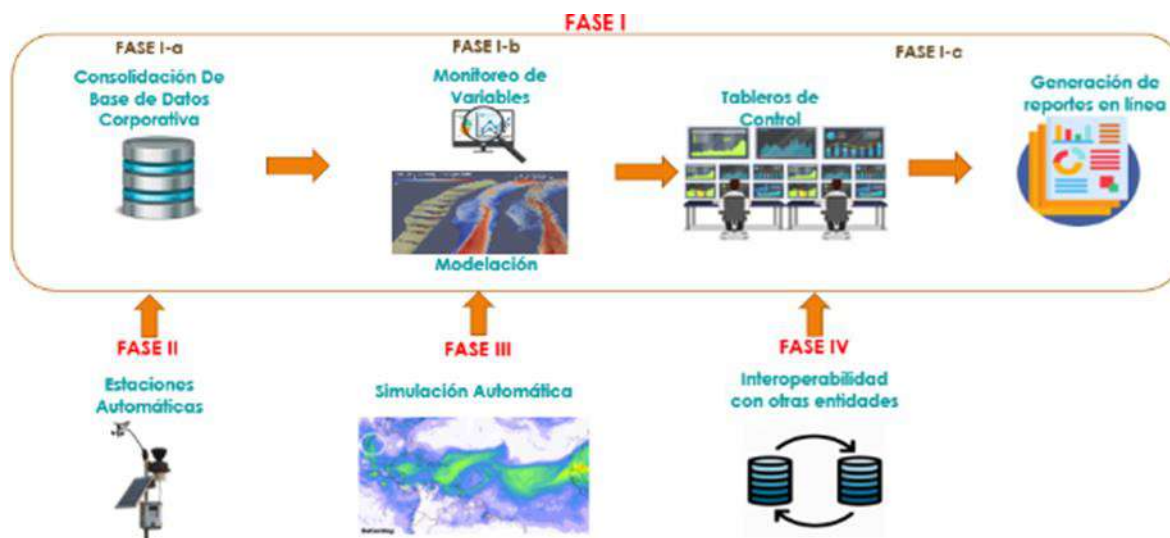 FASE I
FASE I-a
Consolidación De
Base de Datos
Corporativa
FASE I-b
Monitoreo de
Variables
Modelación
Tableros de
Control
FASE I-c
Generación de
reportes en línea
FASE II
Estaciones
Automáticas
FASE III
Simulación Automática
FASE IV
Interoperabilidad
con otras entidades